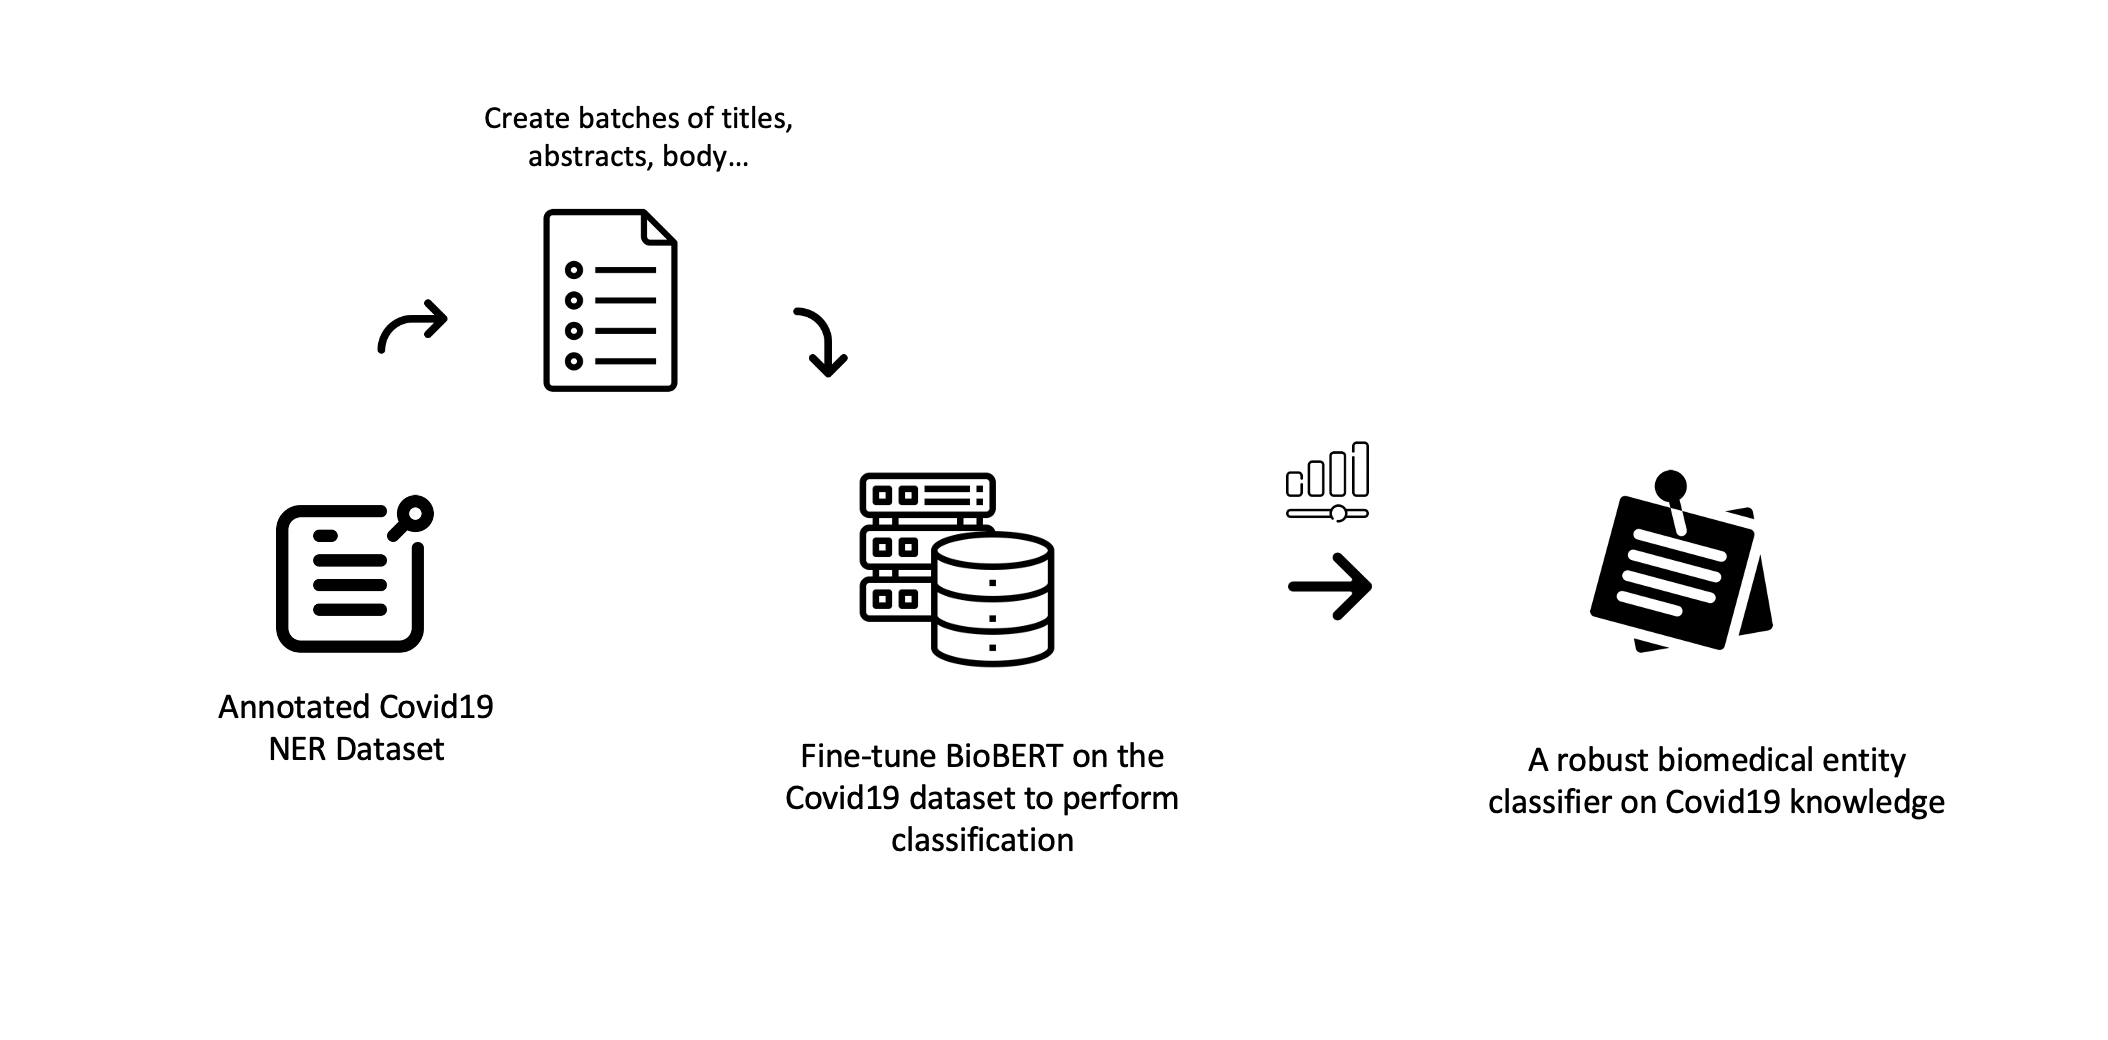 Create batches of titles,
abstracts, body...
Annotated Covid19
NER Dataset
Fine-tune BioBERT on the
Covid19 dataset to perform
classification
A robust biomedical entity
classifier on Covid19 knowledge